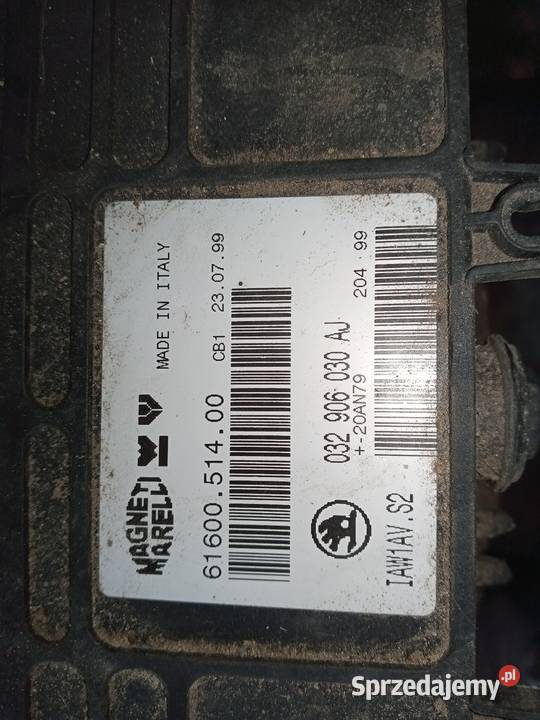 MAGNETI
MARELLI
MADE IN ITALY
61600.514.00
CB1 23.07.99
032 906 030 AJ
+-20AN79
204 99
IAW1AV.S2
Sprzedajemy.pl